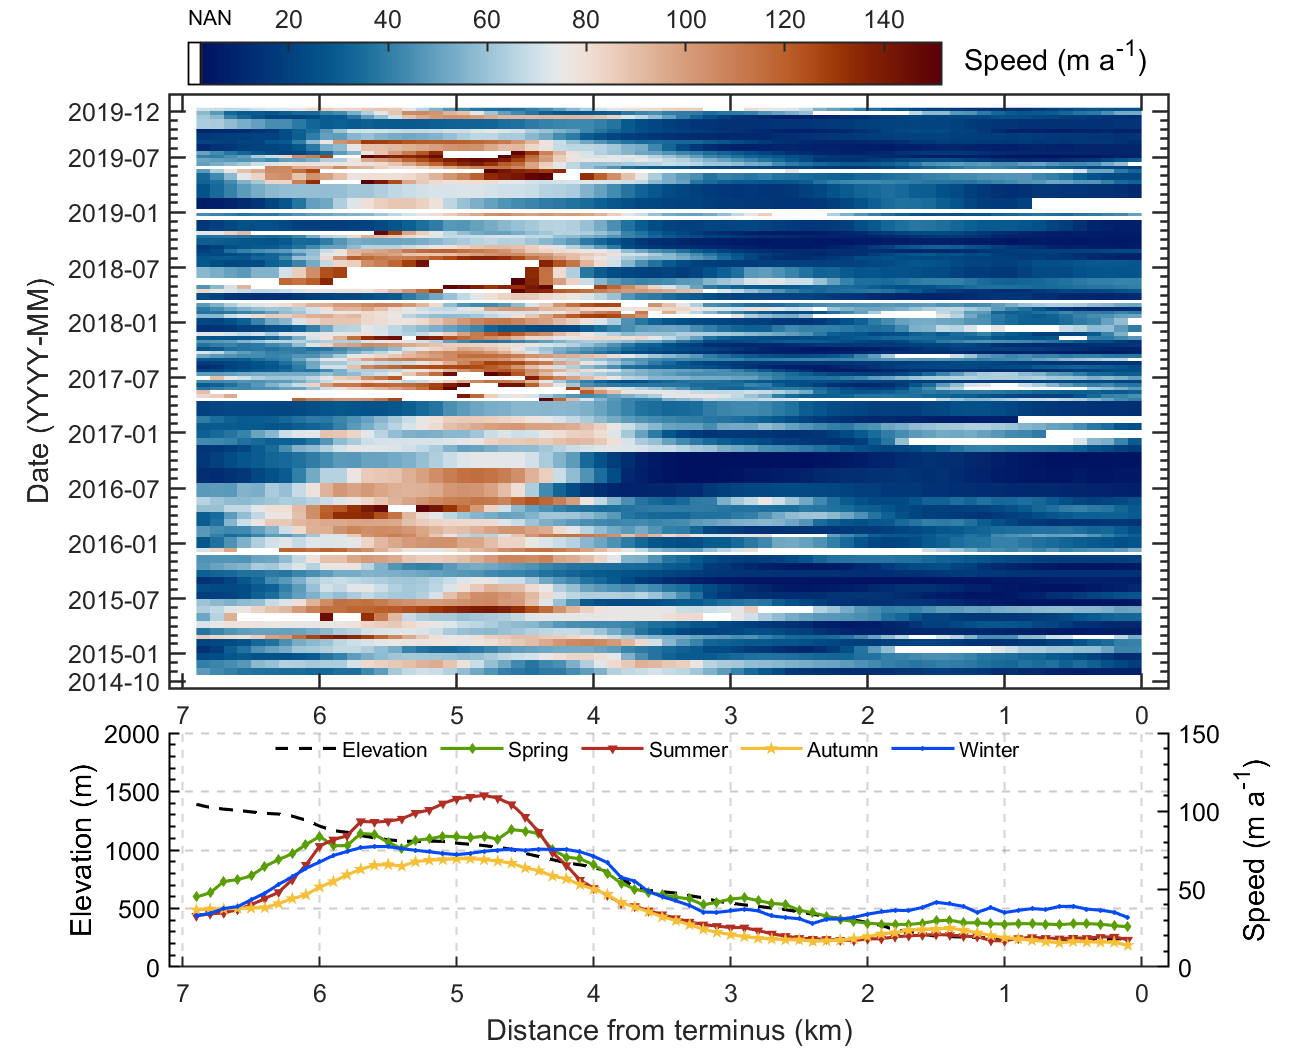 NAN 20 40 60 80 100 120 140
Speed (m a-1)
2019-12
2019-07
2019-01
2018-07
2018-01
2017-07
2017-01
2016-07
2016-01
2015-07
2015-01
2014-10
Date (YYYY-MM)
7 6 5 4 3 2 1 0
2000
1500
1000
500
0
Elevation (m)
Elevation Spring Summer Autumn Winter
150
100
50
0
Speed (m a-1)
7 6 5 4 3 2 1 0
Distance from terminus (km)